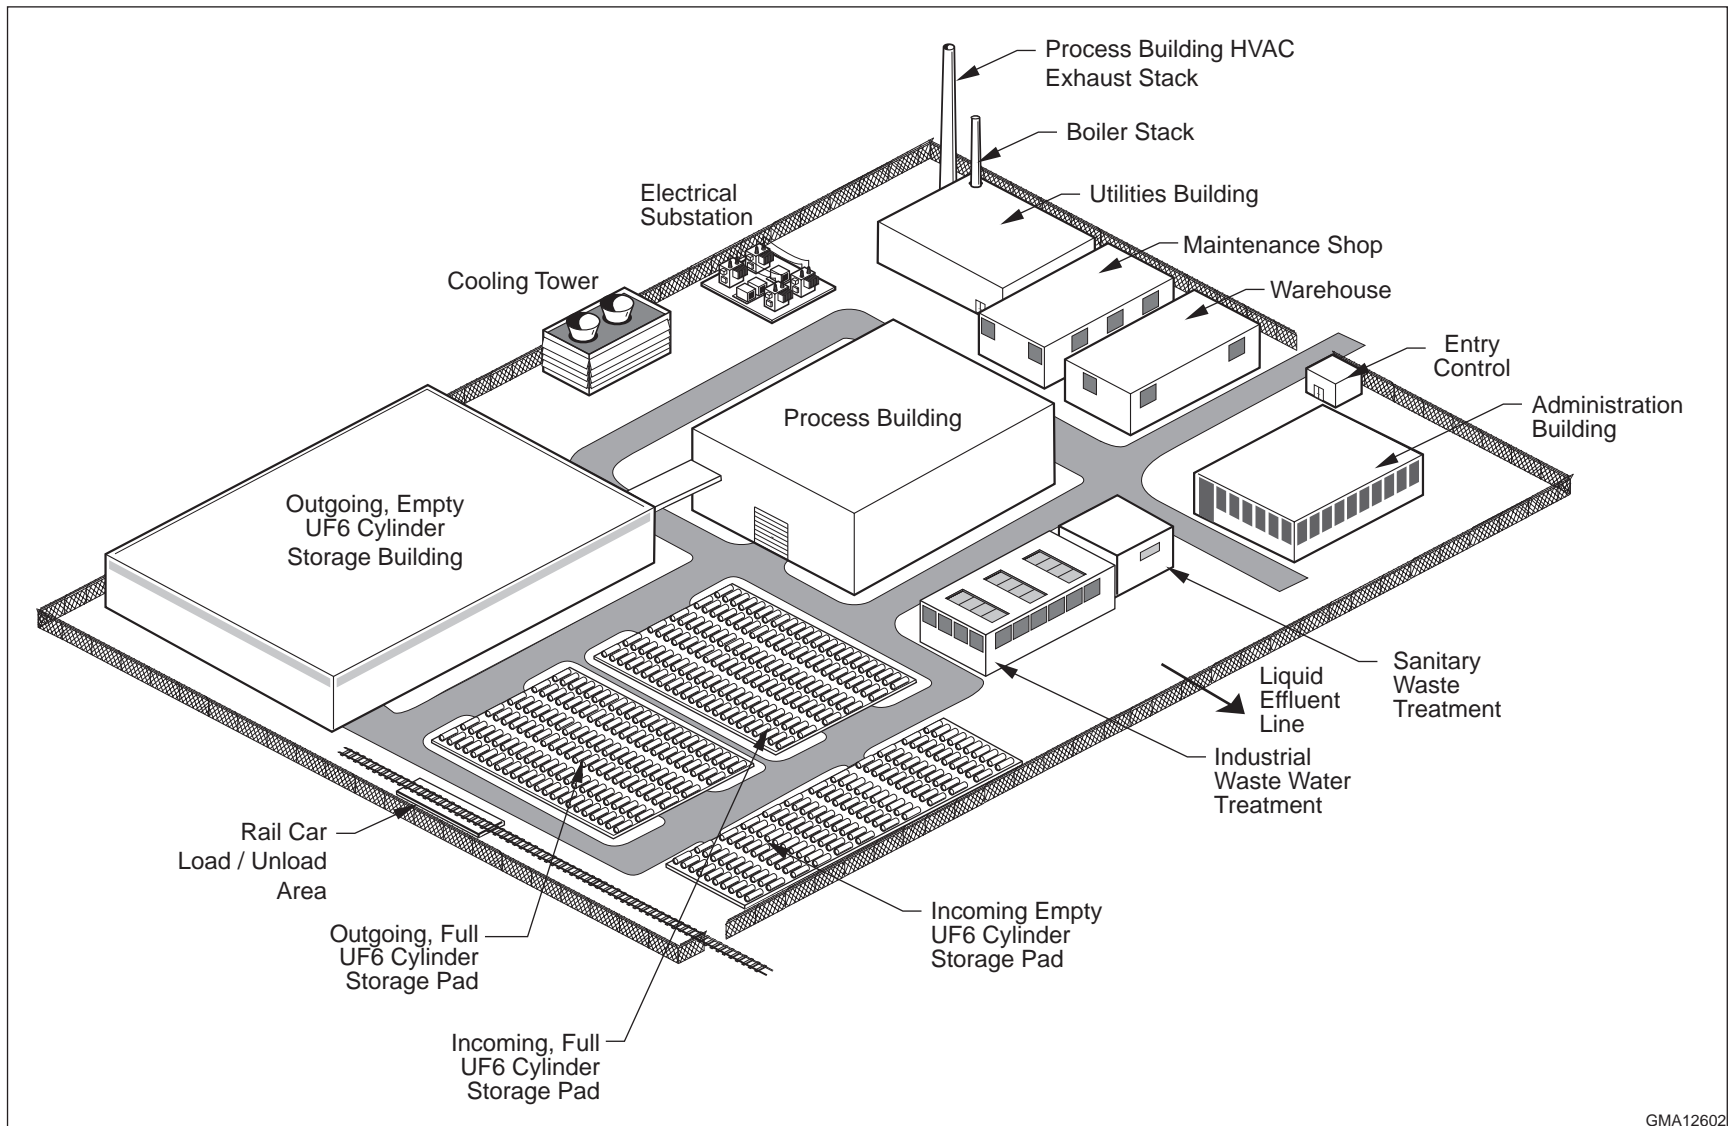 Process Building HVAC
Exhaust Stack
Boiler Stack
Utilities Building
Electrical
Substation
Maintenance Shop
Cooling Tower
Warehouse
Entry
Control
Administration
Building
Process Building
Outgoing, Empty
UF6 Cylinder
Storage Building
Sanitary
Waste
Treatment
Liquid
Effluent
Line
Industrial
Waste Water
Treatment
Rail Car
Load / Unload
Area
Outgoing, Full
UF6 Cylinder
Storage Pad
Incoming Empty
UF6 Cylinder
Storage Pad
Incoming, Full
UF6 Cylinder
Storage Pad
GMA12602